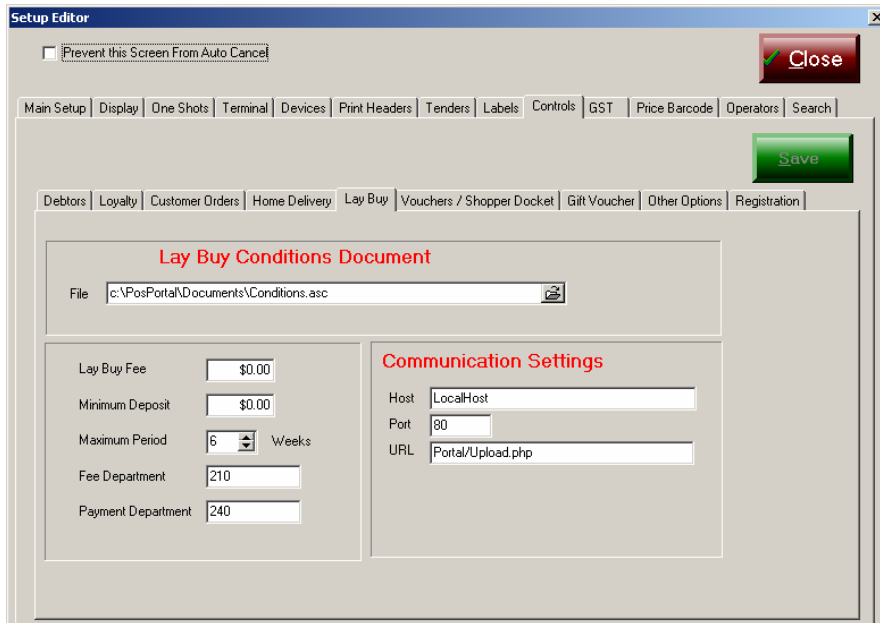 Setup Editor
Prevent this Screen From Auto Cancel
Close
Main Setup Display One Shots Terminal Devices Print Headers Tenders Labels Controls GST Price Barcode Operators Search
Save
Debtors Loyalty Customer Orders Home Delivery Lay Buy Vouchers / Shopper Docket Gift Voucher Other Options Registration
Lay Buy Conditions Document
File c:\PosPortal\Documents\Conditions.asc
Lay Buy Fee $0.00
Minimum Deposit $0.00
Maximum Period 6 Weeks
Fee Department 210
Payment Department 240
Communication Settings
Host LocalHost
Port 80
URL Portal/Upload.php